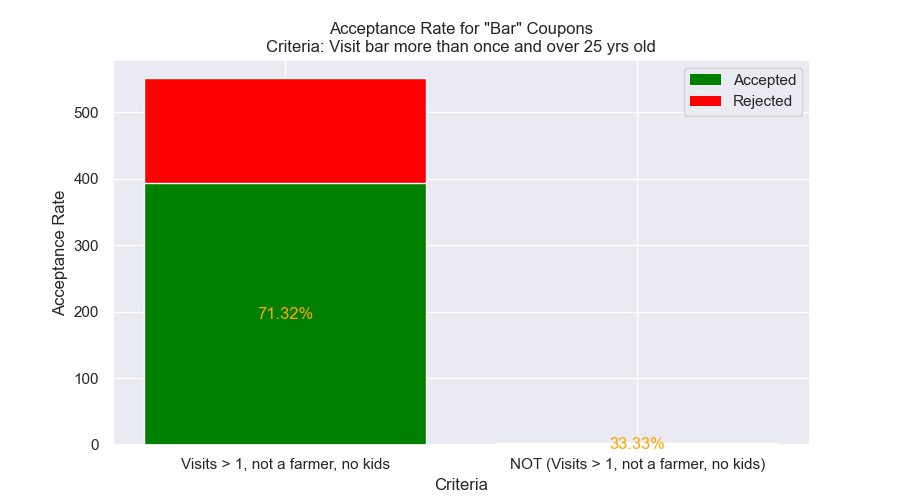 Acceptance Rate for "Bar" Coupons
Criteria: Visit bar more than once and over 25 yrs old
Accepted
Rejected
Acceptance Rate
500
400
300
200
100
0
71.32%
33.33%
Visits > 1, not a farmer, no kids
NOT (Visits > 1, not a farmer, no kids)
Criteria